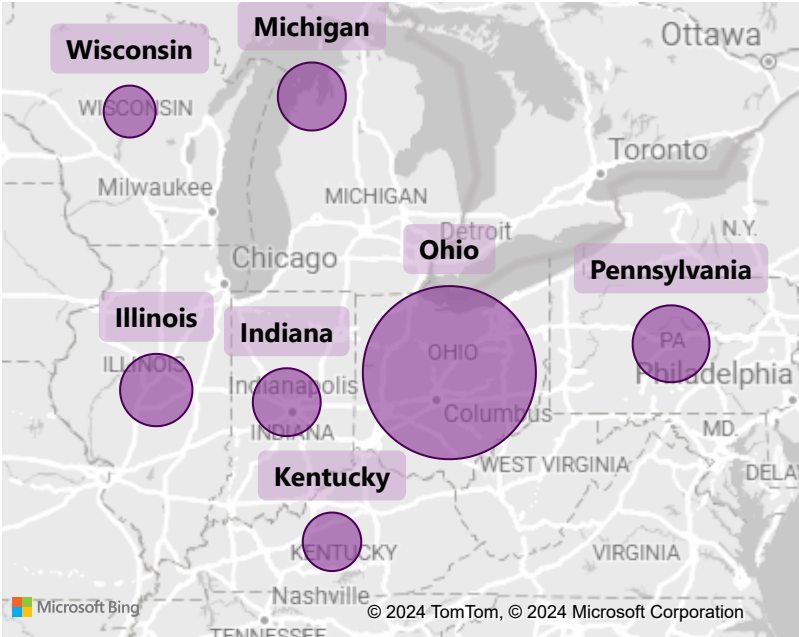 Michigan
Ottawa
Wisconsin
WISCONSIN
Toronto
Milwaukee
MICHIGAN
Detroit
N.Y.
Ohio
Chicago
Pennsylvania
Illinois
Indiana
PA
OHIO
ILLINOIS
Philadelphia
Indianapolis
Columbus
INDIANA
MD.
WEST VIRGINIA
DELA
Kentucky
KENTUCKY
VIRGINIA
Nashville
Microsoft Bing
© 2024 TomTom, © 2024 Microsoft Corporation
TENNESSEE